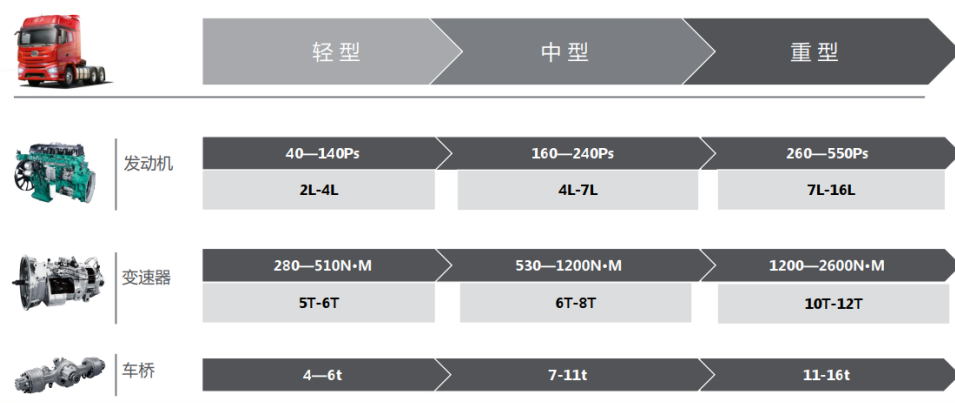 轻型 中型 重型
发动机
40—140Ps 160—240Ps 260—550Ps
2L-4L 4L-7L 7L-16L
变速器
280—510N•M 530—1200N•M 1200—2600N•M
5T-6T 6T-8T 10T-12T
车桥
4—6t 7-11t 11-16t